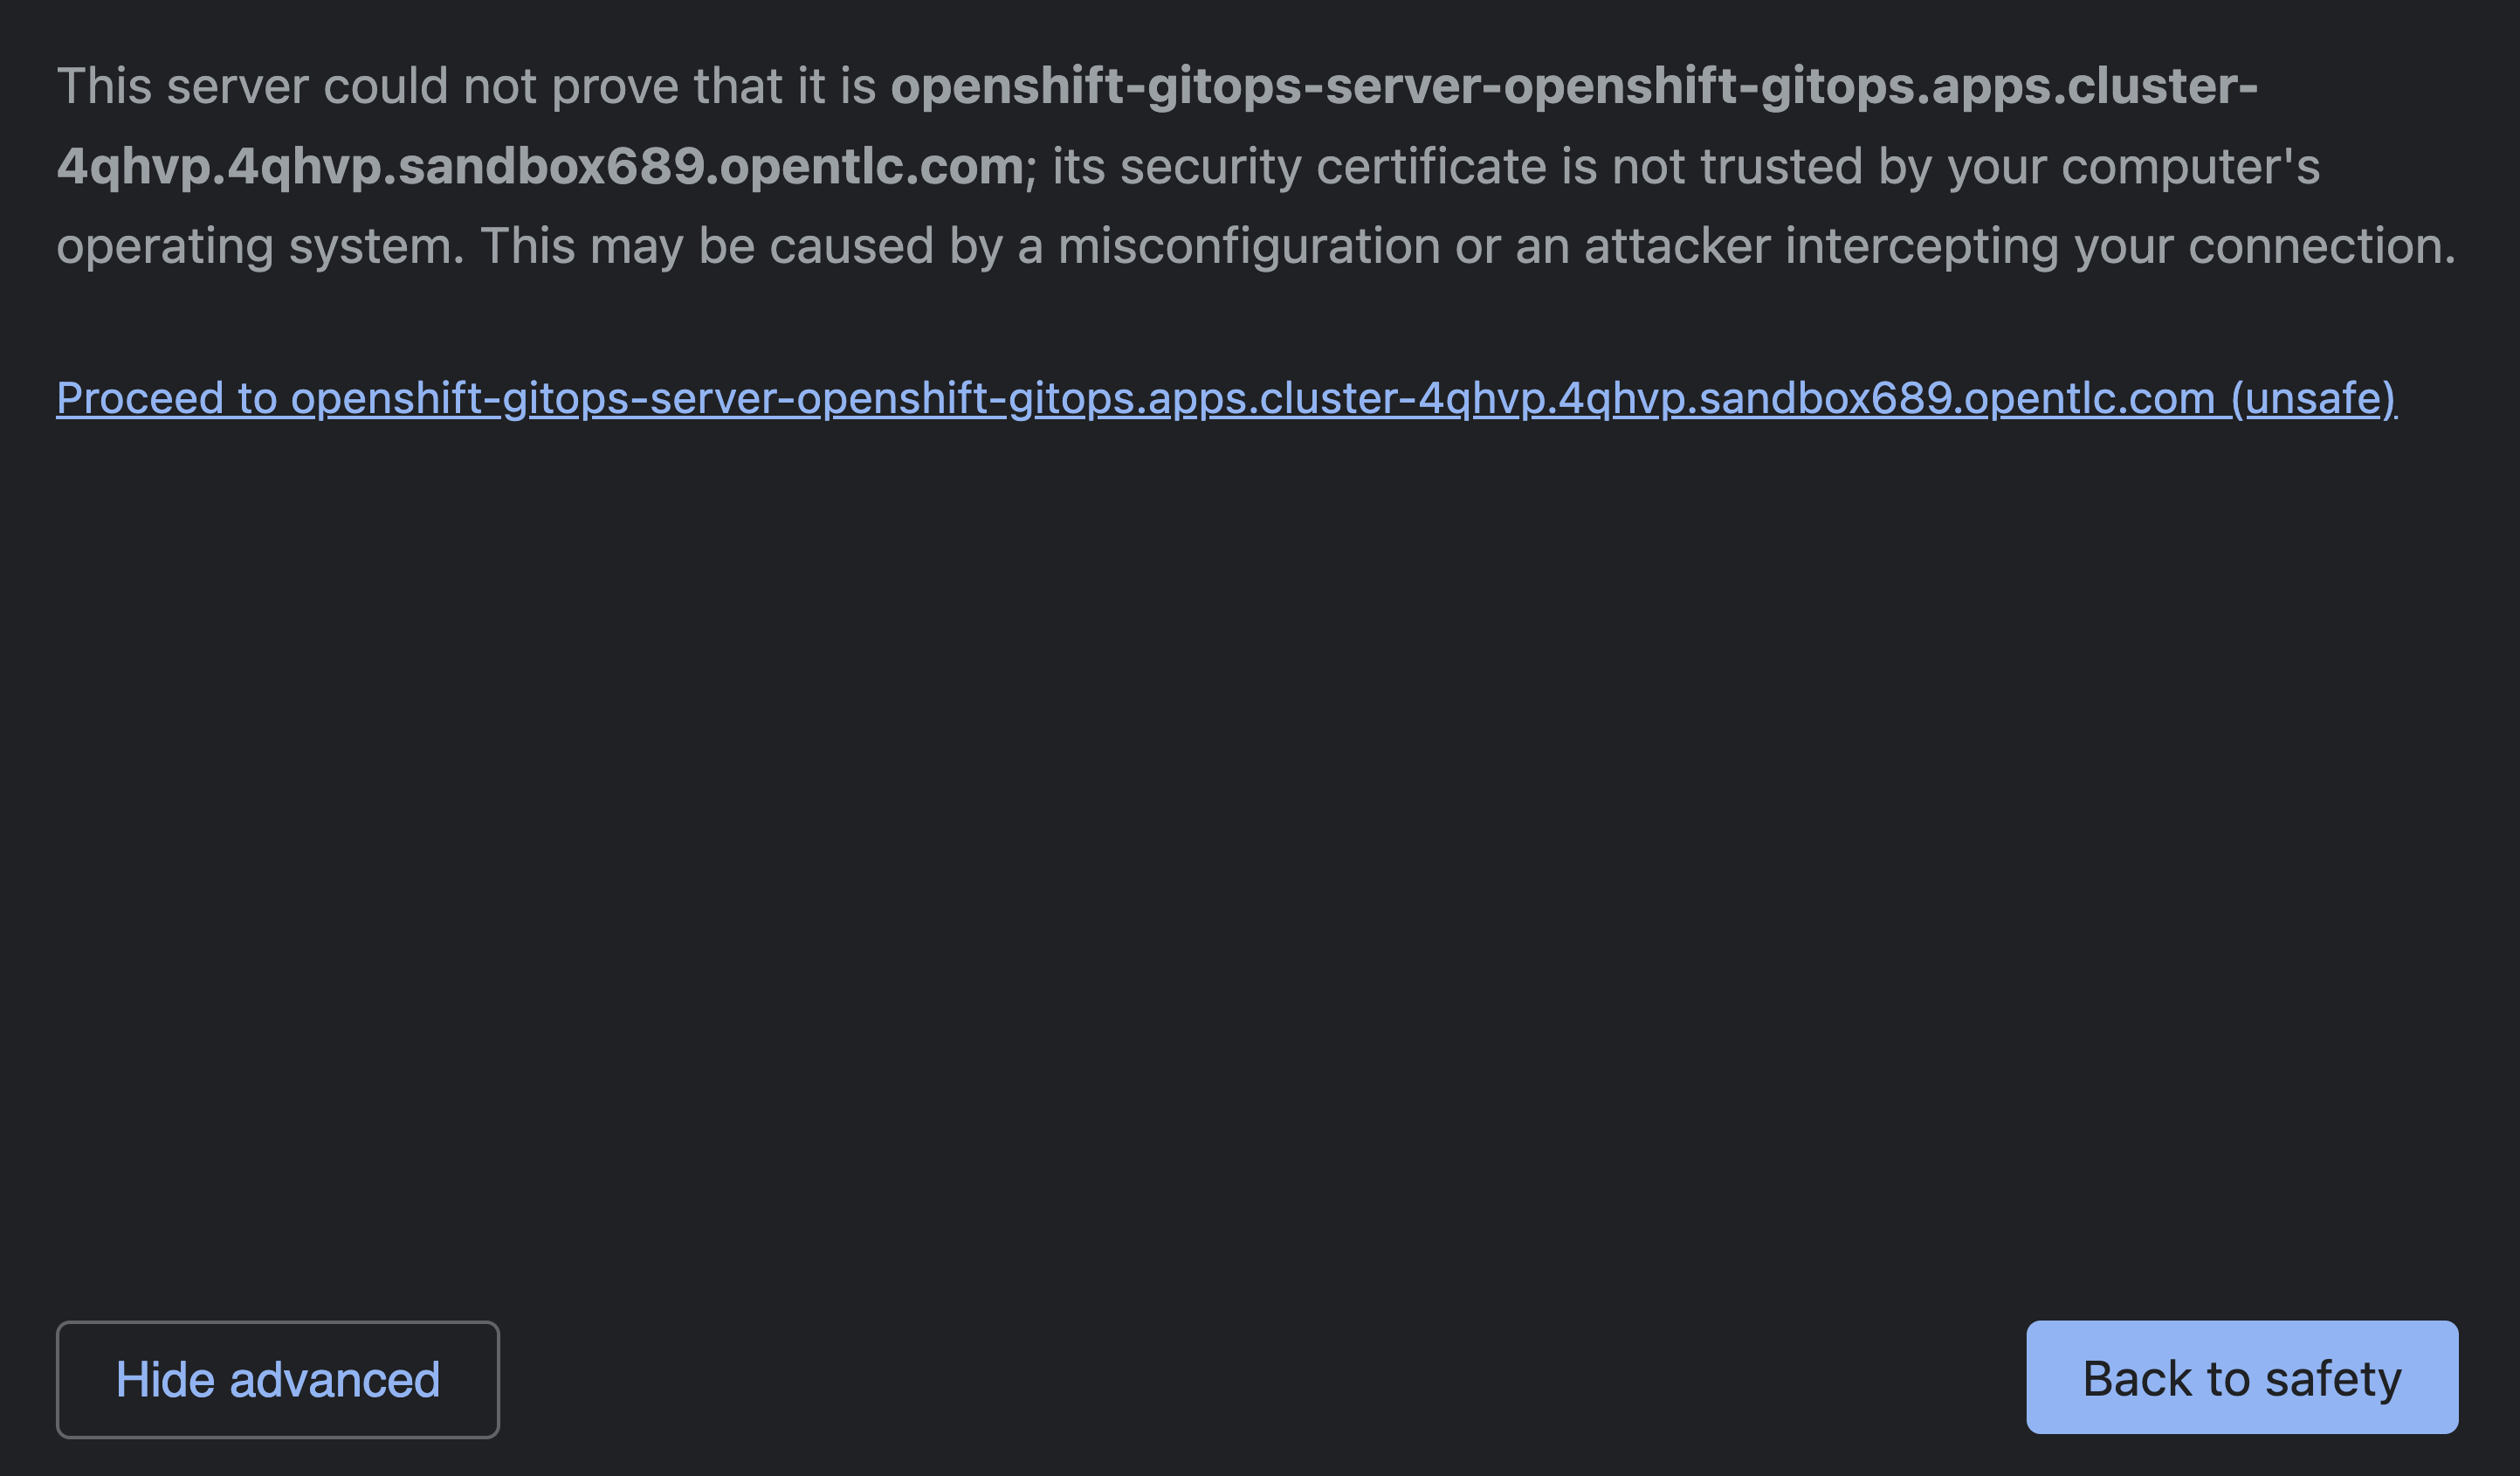 This server could not prove that it is openshift-gitops-server-openshift-gitops.apps.cluster-
4qhvp.4qhvp.sandbox689.opentlc.com; its security certificate is not trusted by your computer's
operating system. This may be caused by a misconfiguration or an attacker intercepting your connection.
Proceed to openshift-gitops-server-openshift-gitops.apps.cluster-4qhvp.4qhvp.sandbox689.opentlc.com (unsafe)
Hide advanced
Back to safety